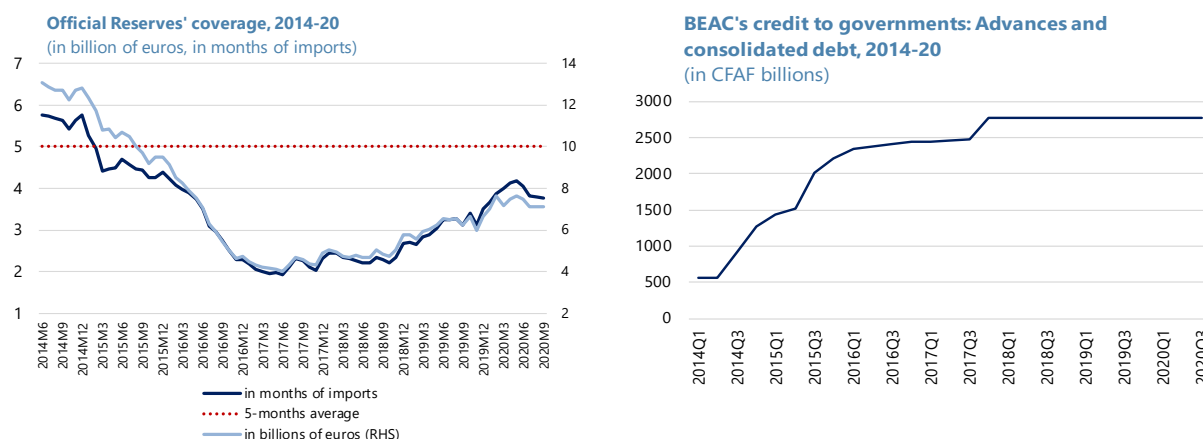 Official Reserves' coverage, 2014-20
(in billion of euros, in months of imports)
7
6
5
4
3
2
1
14
12
10
8
6
4
2
2014M6
2014M9
2014M12
2015M3
2015M6
2015M9
2015M12
2016M3
2016M6
2016M9
2016M12
2017M3
2017M6
2017M9
2017M12
2018M3
2018M6
2018M9
2018M12
2019M3
2019M6
2019M9
2019M12
2020M3
2020M6
2020M9
in months of imports
5-months average
in billions of euros (RHS)
BEAC's credit to governments: Advances and
consolidated debt, 2014-20
(in CFAF billions)
3000
2500
2000
1500
1000
500
0
2014Q1
2014Q3
2015Q1
2015Q3
2016Q1
2016Q3
2017Q1
2017Q3
2018Q1
2018Q3
2019Q1
2019Q3
2020Q1
2020Q3